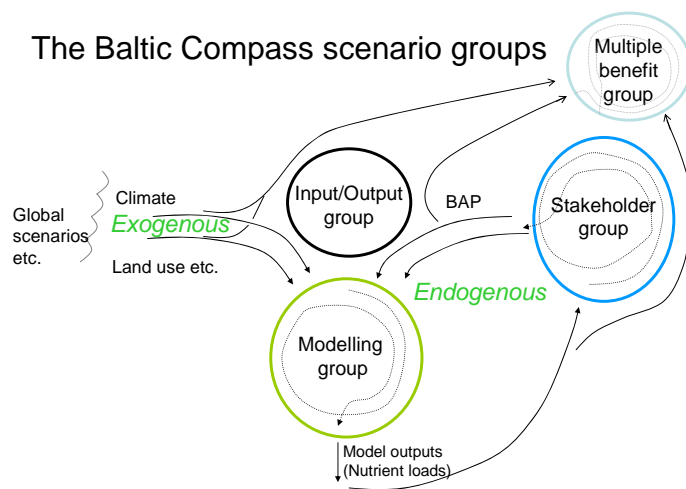 The Baltic Compass scenario groups
Multiple
benefit
group
Input/Output
group
BAP
Stakeholder
group
Climate
Global
scenarios
etc.
Exogenous
Land use etc.
Endogenous
Modelling
group
Model outputs
(Nutrient loads)